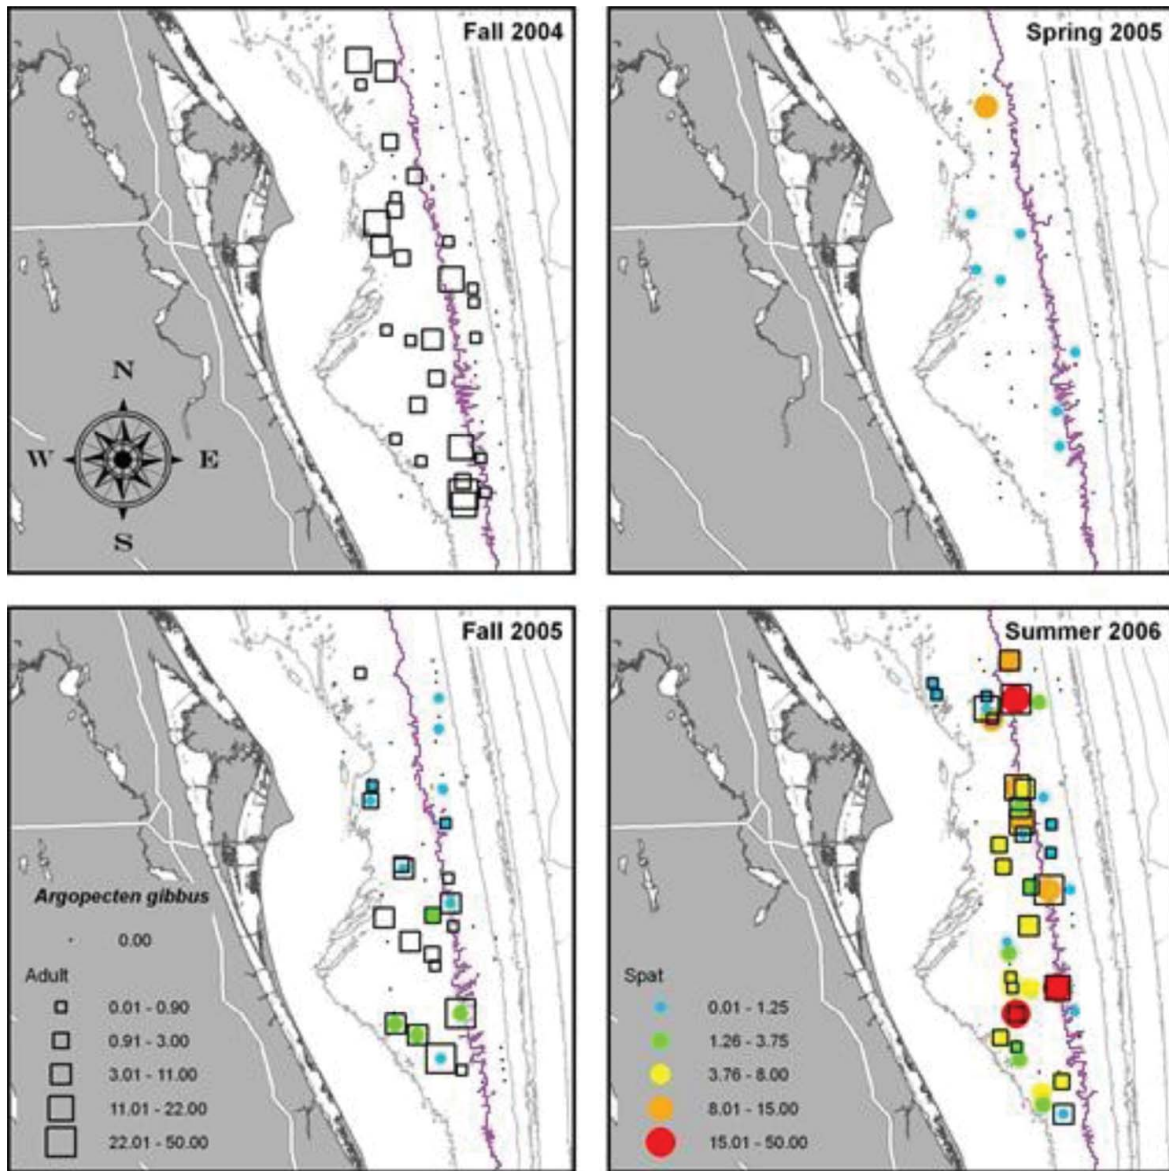 Fall 2004
N
W
E
S
Spring 2005
Fall 2005
Argopecten gibbus
0.00
Adult
0.01 - 0.90
0.91 - 3.00
3.01 - 11.00
11.01 - 22.00
22.01 - 50.00
Summer 2006
Spat
0.01 - 1.25
1.26 - 3.75
3.76 - 8.00
8.01 - 15.00
15.01 - 50.00